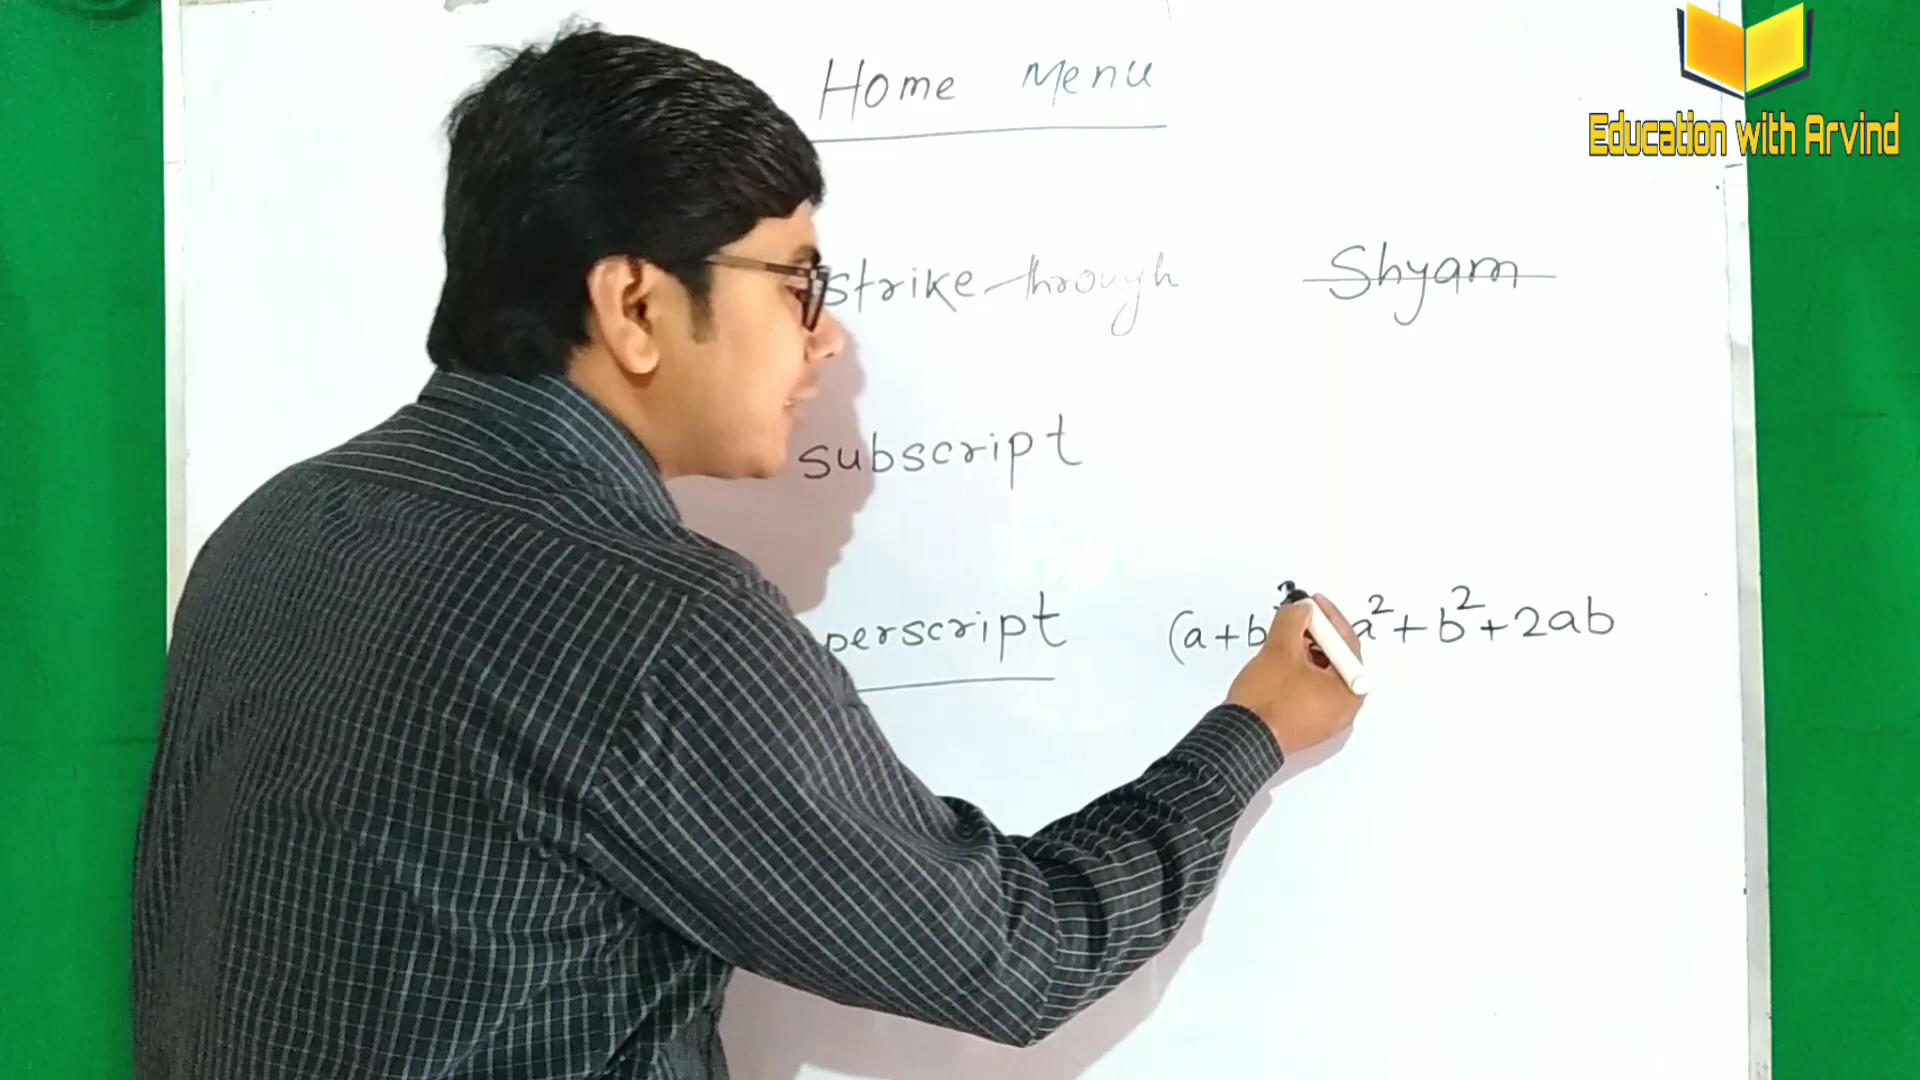 Home Menu
Education with Arvind
strike-through Shyam
subscript
perscript (a+b a²+b²+2ab